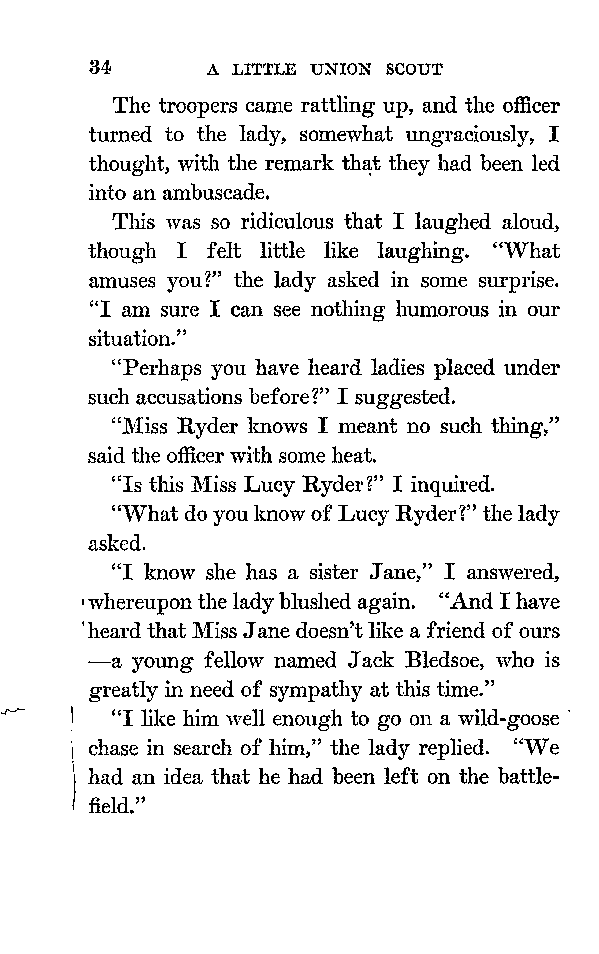 34 A LITTLE UNION SCOUT
The troopers came rattling up, and the officer
turned to the lady, somewhat ungraciously, I
thought, with the remark that they had been led
into an ambuscade.
This was so ridiculous that I laughed aloud,
though I felt little like laughing. “What
amuses you?” the lady asked in some surprise.
“I am sure I can see nothing humorous in our
situation.”
“Perhaps you have heard ladies placed under
such accusations before?” I suggested.
“Miss Ryder knows I meant no such thing,”
said the officer with some heat.
“Is this Miss Lucy Ryder?” I inquired.
“What do you know of Lucy Ryder?” the lady
asked.
“I know she has a sister Jane,” I answered,
whereupon the lady blushed again. “And I have
heard that Miss Jane doesn’t like a friend of ours
—a young fellow named Jack Bledsoe, who is
greatly in need of sympathy at this time.”
“I like him well enough to go on a wild-goose
chase in search of him,” the lady replied. “We
had an idea that he had been left on the battle-
field.”